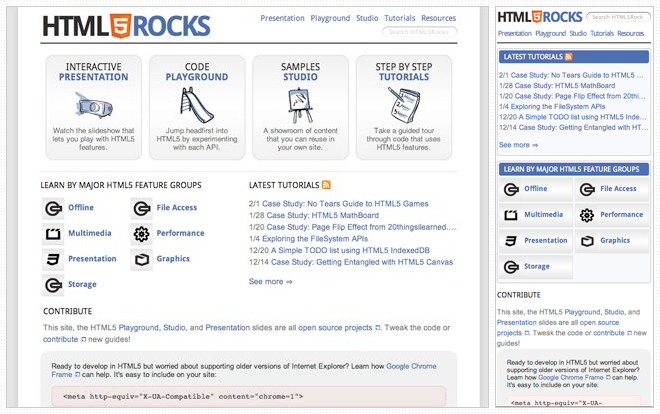 HTML5ROCKS
Presentation Playground Studio Tutorials Resources
Search HTML5Rocks
INTERACTIVE
PRESENTATION
Watch the slideshow that
lets you play with HTML5
features.
CODE
PLAYGROUND
Jump headfirst into
HTML5 by experimenting
with each API.
SAMPLES
STUDIO
A showroom of content
that you can reuse in
your own site.
STEP BY STEP
TUTORIALS
Take a guided tour
through code that uses
HTML5 features.
LEARN BY MAJOR HTML5 FEATURE GROUPS
Offline
File Access
Multimedia
Performance
Presentation
Graphics
Storage
LATEST TUTORIALS
2/1 Case Study: No Tears Guide to HTML5 Games
1/28 Case Study: HTML5 MathBoard
1/20 Case Study: Page Flip Effect from 20thingsilearned....
1/4 Exploring the FileSystem APIs
12/20 A Simple TODO list using HTML5 IndexedDB
12/14 Case Study: Getting Entangled with HTML5 Canvas
See more ⇒
CONTRIBUTE
This site, the HTML5 Playground, Studio, and Presentation slides are all open source projects. Tweak the code or
contribute new guides!
Ready to develop in HTML5 but worried about supporting older versions of Internet Explorer? Learn how Google Chrome
Frame can help. It's easy to include on your site:
<meta http-equiv="X-UA-Compatible" content="chrome=1">
HTML5ROCKS
Search HTML5Rock
Presentation Playground Studio Tutorials Resources
LATEST TUTORIALS
2/1 Case Study: No Tears Guide to HTML5 ...
1/28 Case Study: HTML5 MathBoard
1/20 Case Study: Page Flip Effect from 20thi...
1/4 Exploring the FileSystem APIs
12/20 A Simple TODO list using HTML5 Inde...
12/14 Case Study: Getting Entangled with HT...
See more ⇒
LEARN BY MAJOR HTML5 FEATURE GROUPS
Offline
File Access
Multimedia
Performance
Presentation
Graphics
Storage
CONTRIBUTE
This site, the HTML5 Playground, Studio, and
Presentation slides are all open source
projects. Tweak the code or contribute new
guides!
Ready to develop in HTML5 but worried about
supporting older versions of Internet Explorer?
Learn how Google Chrome Frame can help.
It's easy to include on your site:
<meta http-equiv="X-UA-